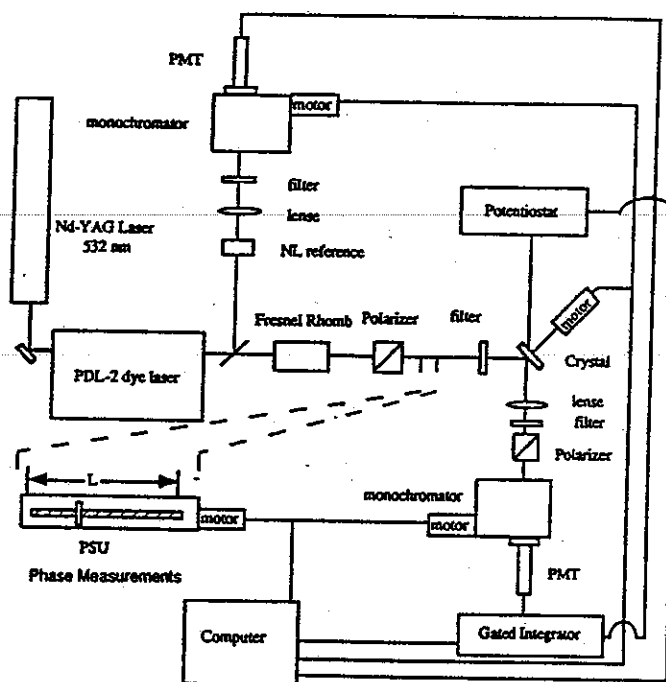 PMT
monochromator
motor
filter
lense
NL reference
Nd-YAG Laser
532 nm
Potentiostat
Fresnel Rhomb
Polarizer
filter
motor
Crystal
PDL-2 dye laser
lense
filter
Polarizer
L
monochromator
motor
motor
PSU
Phase Measurements
PMT
Computer
Gated Integrator